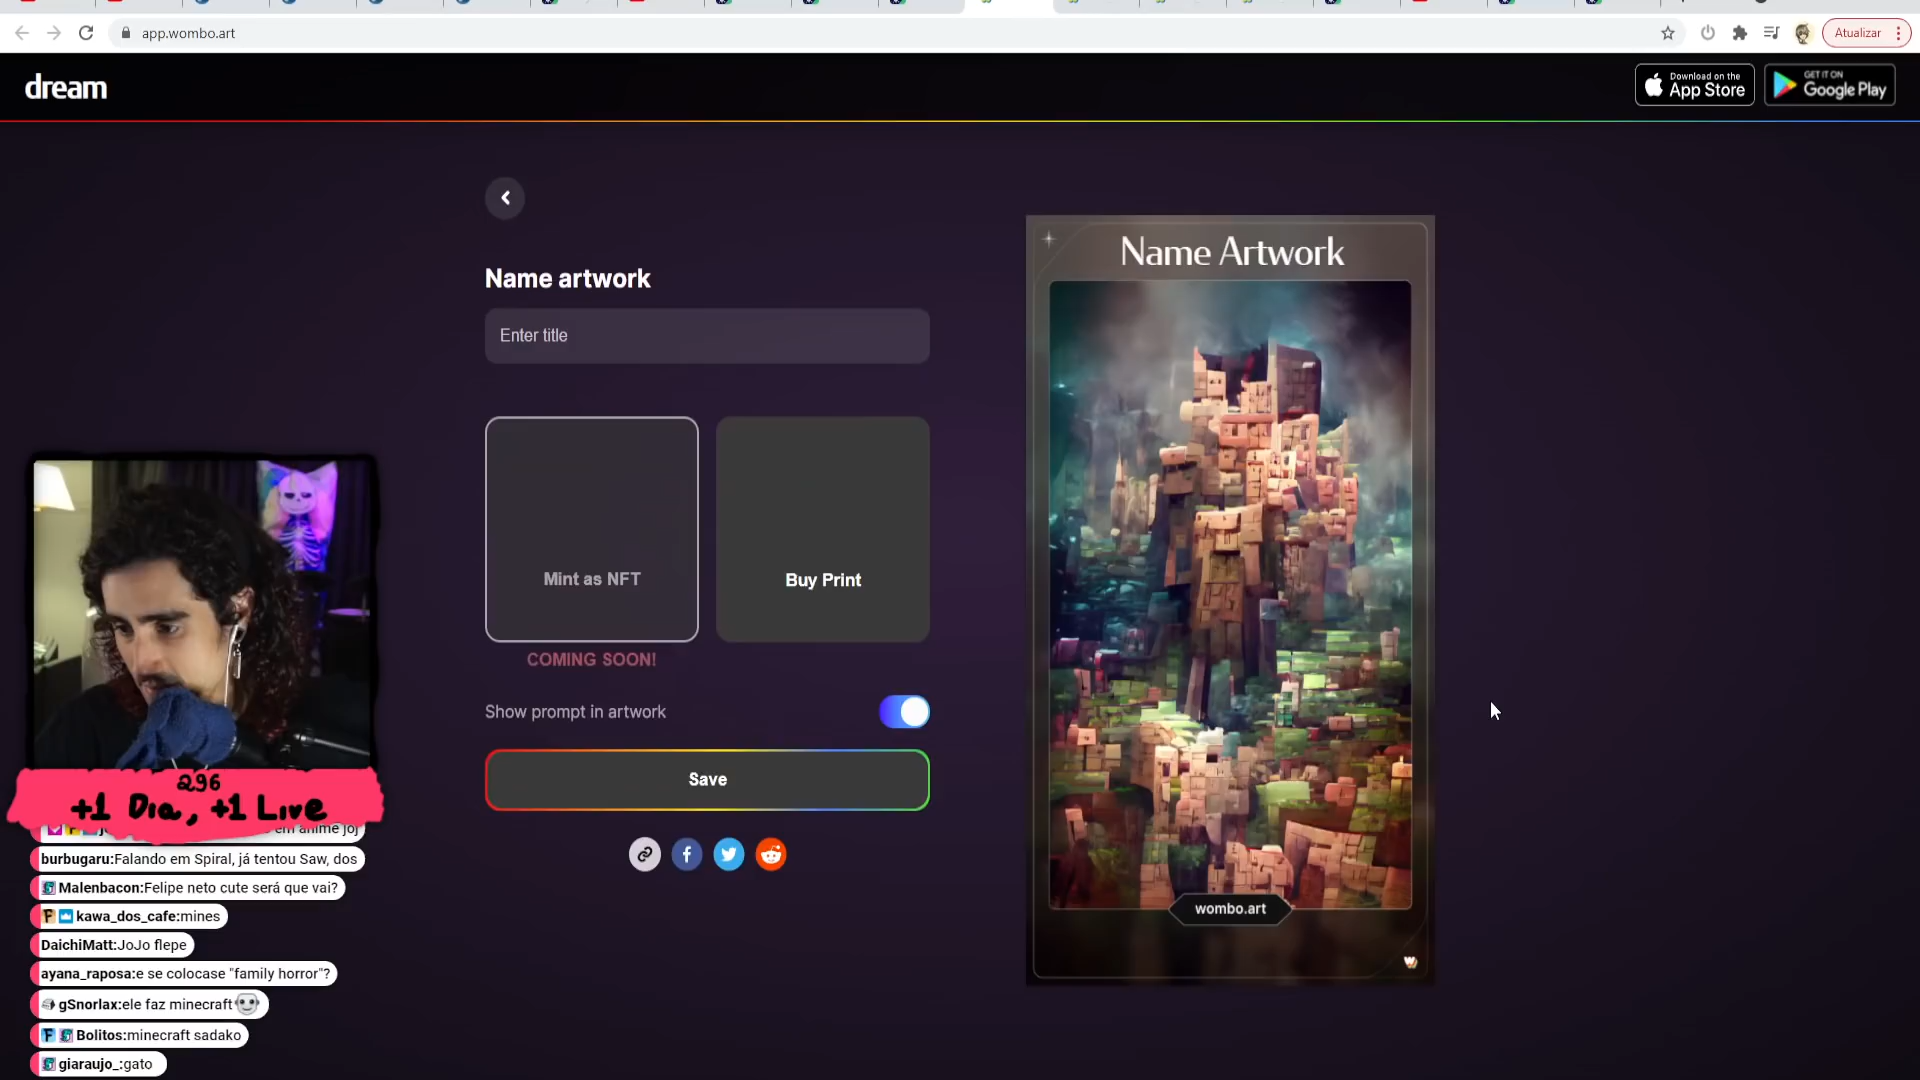 app.wombo.art
Atualizar
dream
Download on the
App Store
GET IT ON
Google Play
Name artwork
Enter title
Mint as NFT
Buy Print
COMING SOON!
Show prompt in artwork
Save
Name Artwork
wombo.art
296
+1 Dia, +1 Live
em anime joj
burbugaru:Falando em Spiral, já tentou Saw, dos
Malenbacon:Felipe neto cute será que vai?
kawa_dos_cafe:mines
DaichiMatt:JoJo flepe
ayana_raposa:e se colocase "family horror"?
gSnorlax:ele faz minecraft
Bolitos:minecraft sadako
giaraujo_:gato